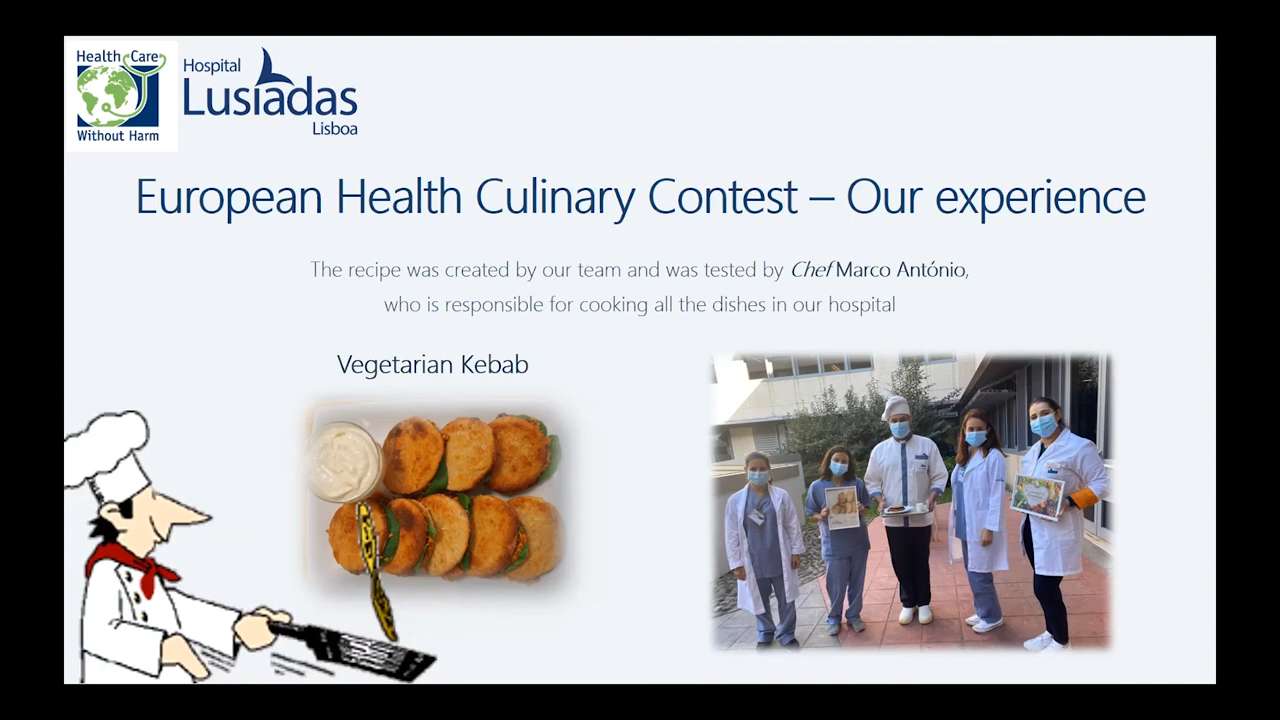 Health Care
Without Harm
Hospital
Lusíadas
Lisboa
European Health Culinary Contest – Our experience
The recipe was created by our team and was tested by Chef Marco António,
who is responsible for cooking all the dishes in our hospital
Vegetarian Kebab